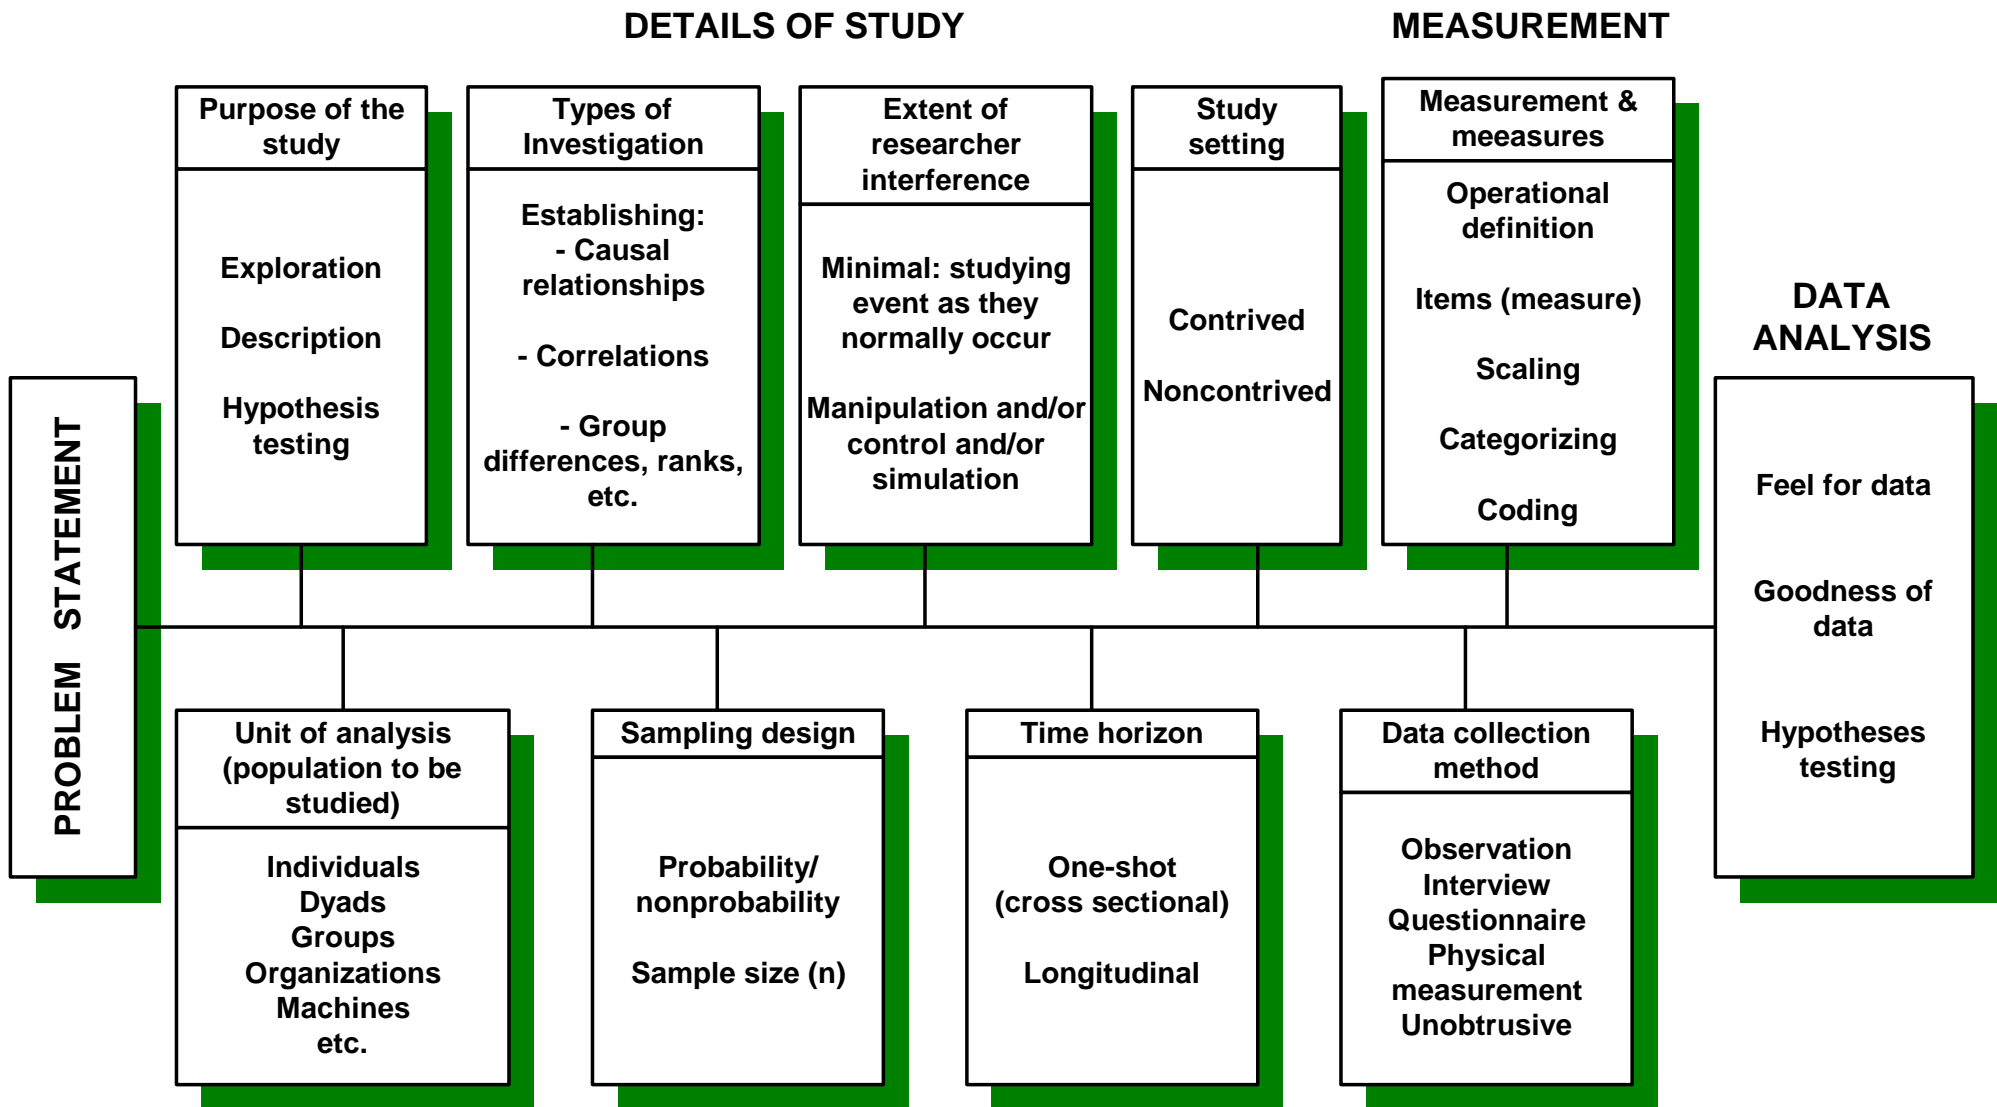 DETAILS OF STUDY
MEASUREMENT
Purpose of the
study
Exploration
Description
Hypothesis
testing
Types of
Investigation
Establishing:
- Causal
relationships
- Correlations
- Group
differences, ranks,
etc.
Extent of
researcher
interference
Minimal: studying
event as they
normally occur
Manipulation and/or
control and/or
simulation
Study
setting
Contrived
Noncontrived
Measurement &
meeasures
Operational
definition
Items (measure)
Scaling
Categorizing
Coding
DATA
ANALYSIS
Feel for data
Goodness of
data
Hypotheses
testing
PROBLEM STATEMENT
Unit of analysis
(population to be
studied)
Individuals
Dyads
Groups
Organizations
Machines
etc.
Sampling design
Probability/
nonprobability
Sample size (n)
Time horizon
One-shot
(cross sectional)
Longitudinal
Data collection
method
Observation
Interview
Questionnaire
Physical
measurement
Unobtrusive